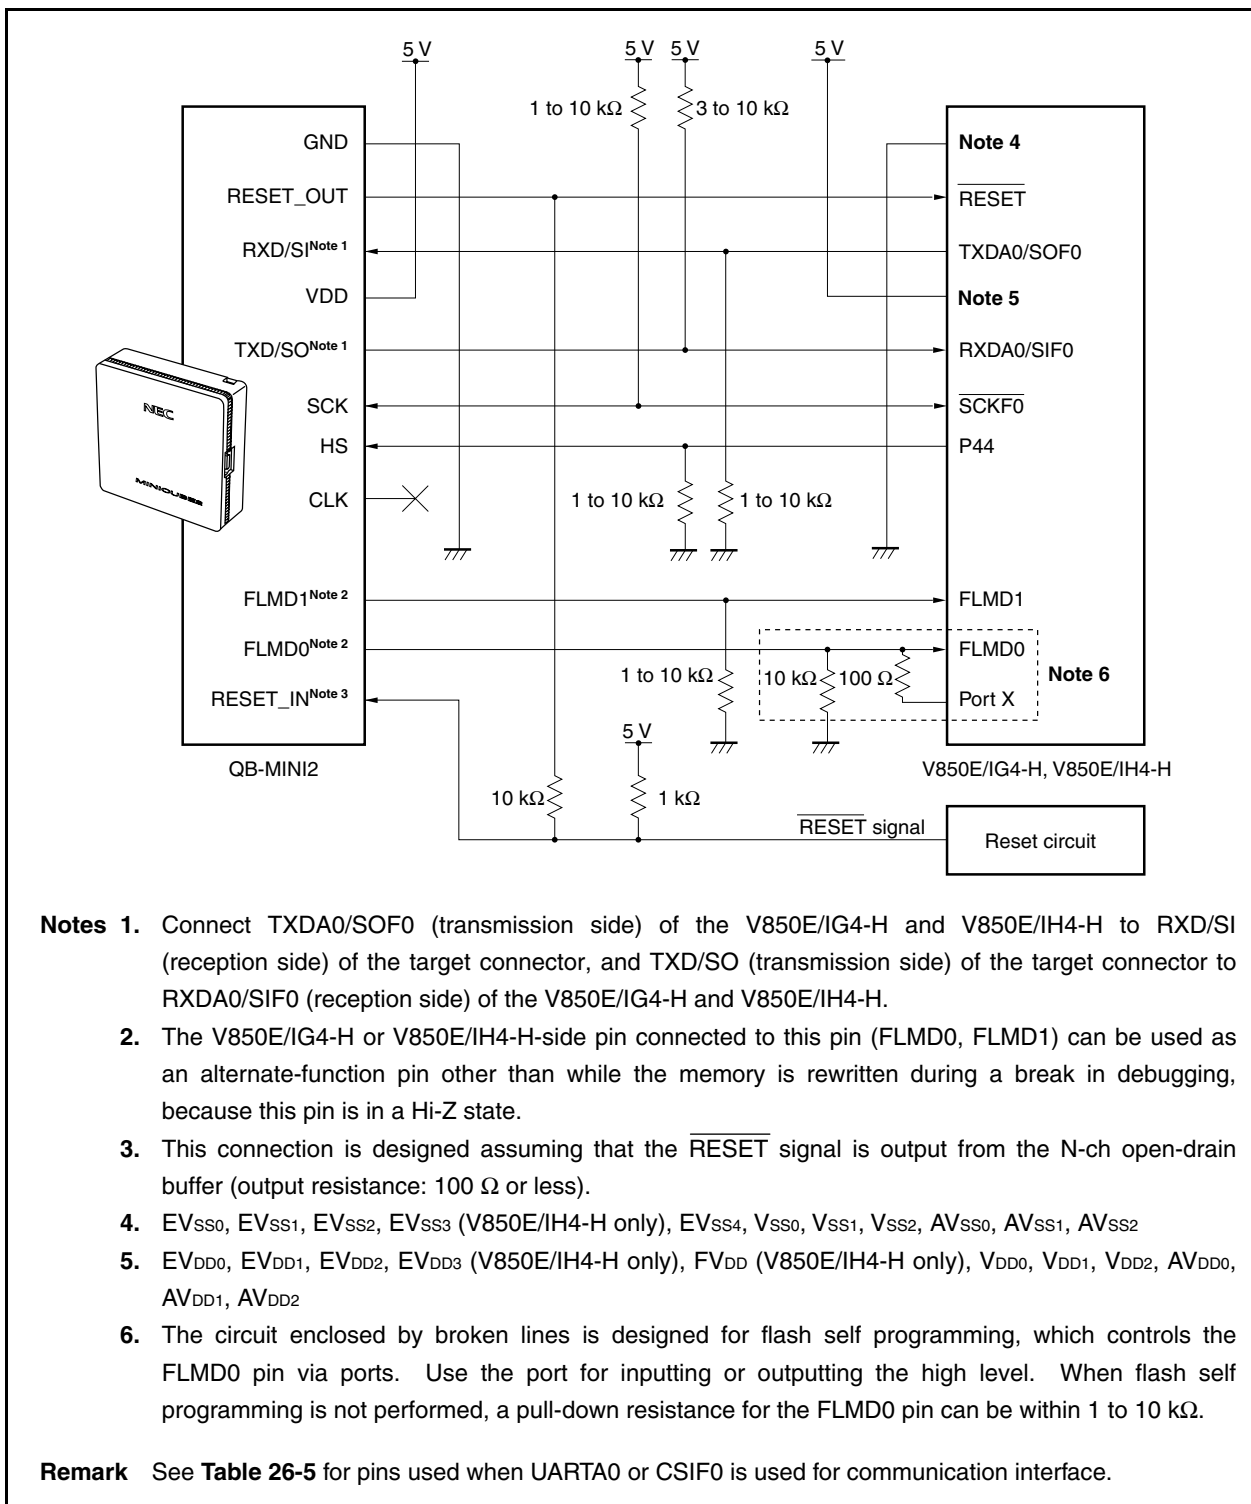 5 V 5 V 5 V 5 V
1 to 10 kΩ 3 to 10 kΩ
GND Note 4
RESET_OUT RESET
RXD/SI Note 1 TXDA0/SOF0
VDD Note 5
TXD/SO Note 1 RXDA0/SIF0
SCK SCKF0
NEC
HS P44
MINICUBE2
CLK 1 to 10 kΩ 1 to 10 kΩ
FLMD1 Note 2 FLMD1
FLMD0 Note 2 FLMD0
1 to 10 kΩ 10 kΩ 100 Ω Note 6
RESET_IN Note 3 Port X
5 V
QB-MINI2 V850E/IG4-H, V850E/IH4-H
10 kΩ 1 kΩ
RESET signal
Reset circuit
Notes 1. Connect TXDA0/SOF0 (transmission side) of the V850E/IG4-H and V850E/IH4-H to RXD/SI
(reception side) of the target connector, and TXD/SO (transmission side) of the target connector to
RXDA0/SIF0 (reception side) of the V850E/IG4-H and V850E/IH4-H.
2. The V850E/IG4-H or V850E/IH4-H-side pin connected to this pin (FLMD0, FLMD1) can be used as
an alternate-function pin other than while the memory is rewritten during a break in debugging,
because this pin is in a Hi-Z state.
3. This connection is designed assuming that the RESET signal is output from the N-ch open-drain
buffer (output resistance: 100 Ω or less).
4. EVSS0, EVSS1, EVSS2, EVSS3 (V850E/IH4-H only), EVSS4, VSS0, VSS1, VSS2, AVSS0, AVSS1, AVSS2
5. EVDD0, EVDD1, EVDD2, EVDD3 (V850E/IH4-H only), FVDD (V850E/IH4-H only), VDD0, VDD1, VDD2, AVDD0,
AVDD1, AVDD2
6. The circuit enclosed by broken lines is designed for flash self programming, which controls the
FLMD0 pin via ports. Use the port for inputting or outputting the high level. When flash self
programming is not performed, a pull-down resistance for the FLMD0 pin can be within 1 to 10 kΩ.
Remark See Table 26-5 for pins used when UARTA0 or CSIF0 is used for communication interface.